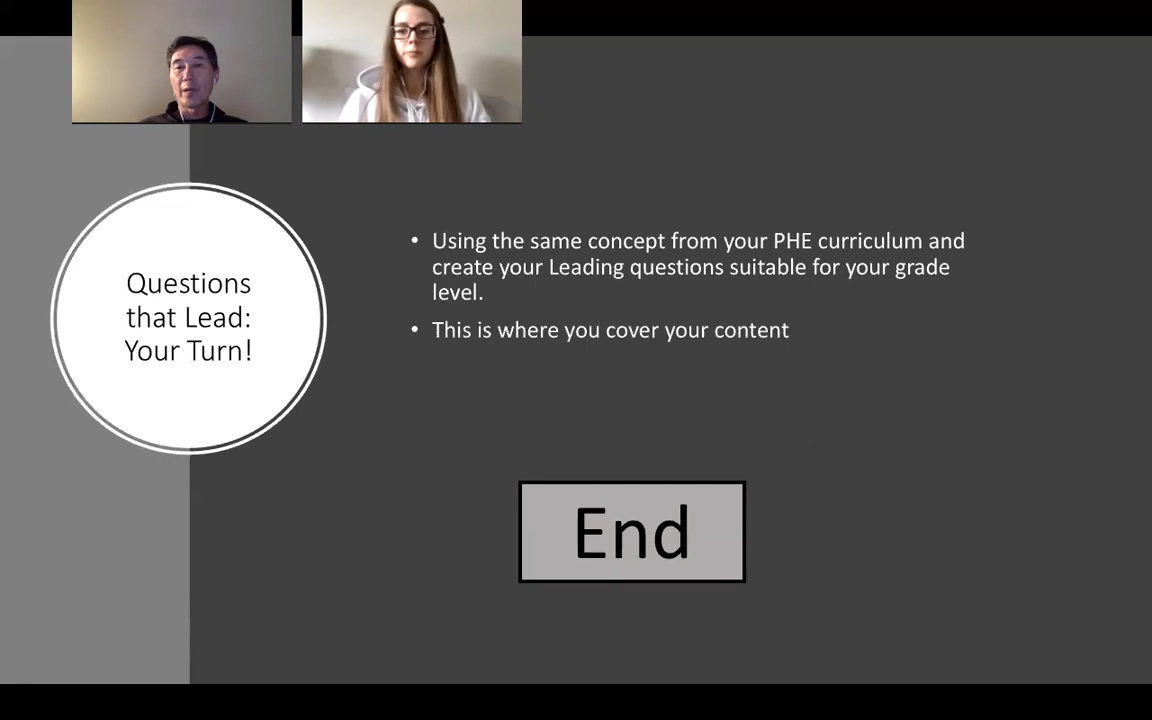 Questions
that Lead:
Your Turn!
• Using the same concept from your PHE curriculum and
create your Leading questions suitable for your grade
level.
• This is where you cover your content
End